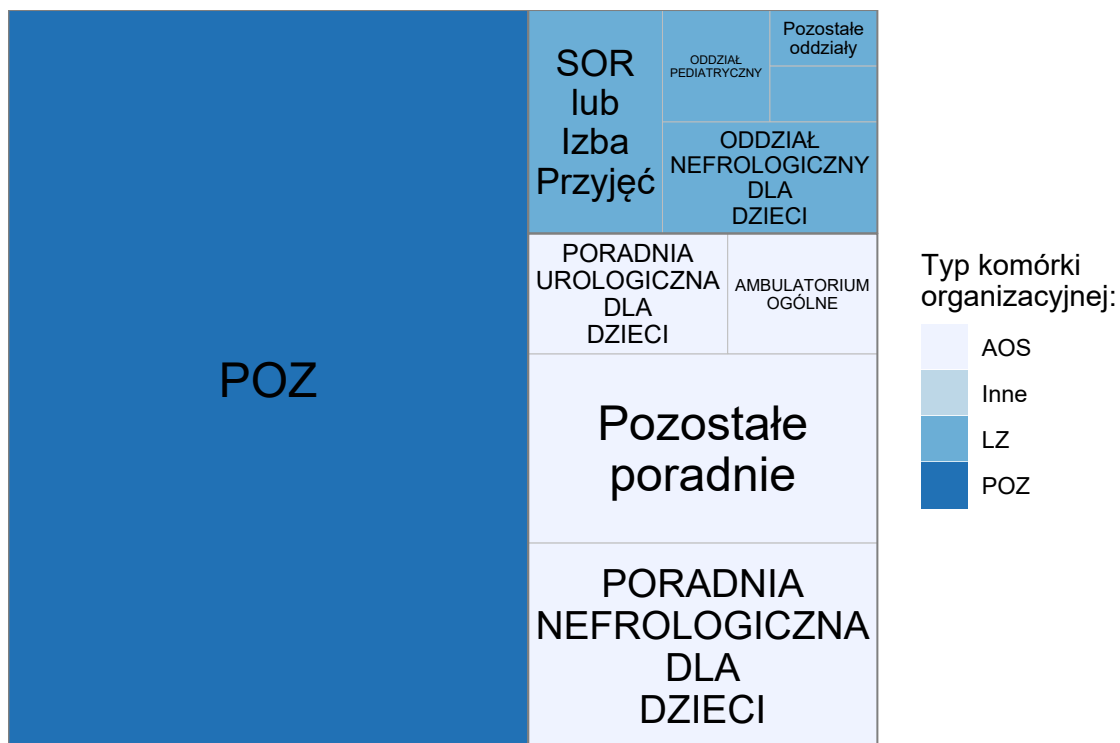 POZ
SOR
lub
Izba
Przyjęć
ODDZIAŁ
PEDIATRYCZNY
Pozostałe
oddziały
ODDZIAŁ
NEFROLOGICZNY
DLA
DZIECI
PORADNIA
UROLOGICZNA
DLA
DZIECI
AMBULATORIUM
OGÓLNE
Pozostałe
poradnie
PORADNIA
NEFROLOGICZNA
DLA
DZIECI
Typ komórki
organizacyjnej:
AOS
Inne
LZ
POZ